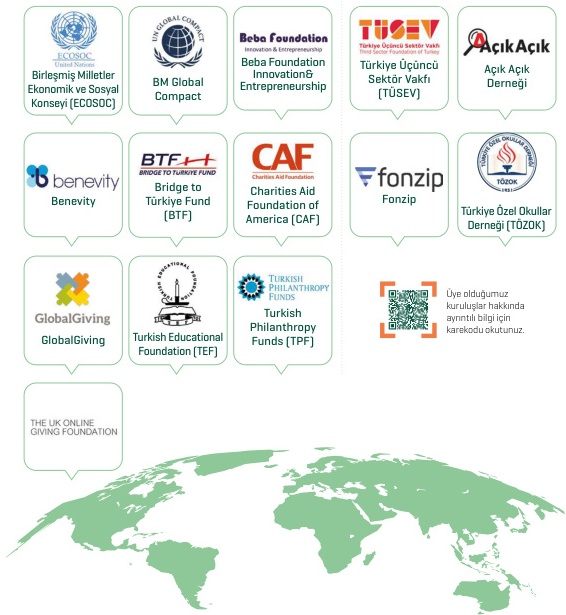 ECOSOC
United Nations
Birleşmiş Milletler
Ekonomik ve Sosyal
Konseyi (ECOSOC)
UN GLOBAL COMPACT
BM Global
Compact
Beba Foundation
Innovation & Entrepreneurship
Beba Foundation
Innovation&
Entrepreneurship
TÜSEV
Türkiye Üçüncü Sektör Vakfı
Third Sector Foundation of Turkey
Türkiye Üçüncü
Sektör Vakfı
(TÜSEV)
AçıkAçık
Açık Açık
Derneği
benevity
Benevity
BTF
BRIDGE TO TURKIYE FUND
Bridge to
Türkiye Fund
(BTF)
CAF
Charities Aid Foundation
Charities Aid
Foundation of
America (CAF)
fonzip
Fonzip
TÜRKİYE ÖZEL OKULLAR DERNEĞİ
TÖZOK
1951
Türkiye Özel Okullar
Derneği (TÖZOK)
GlobalGiving
GlobalGiving
TURKISH EDUCATIONAL FOUNDATION
Turkish Educational
Foundation (TEF)
TURKISH
PHILANTHROPY
FUNDS
Turkish
Philanthropy
Funds (TPF)
Üye olduğumuz
kuruluşlar hakkında
ayrıntılı bilgi için
karekodu okutunuz.
THE UK ONLINE
GIVING FOUNDATION